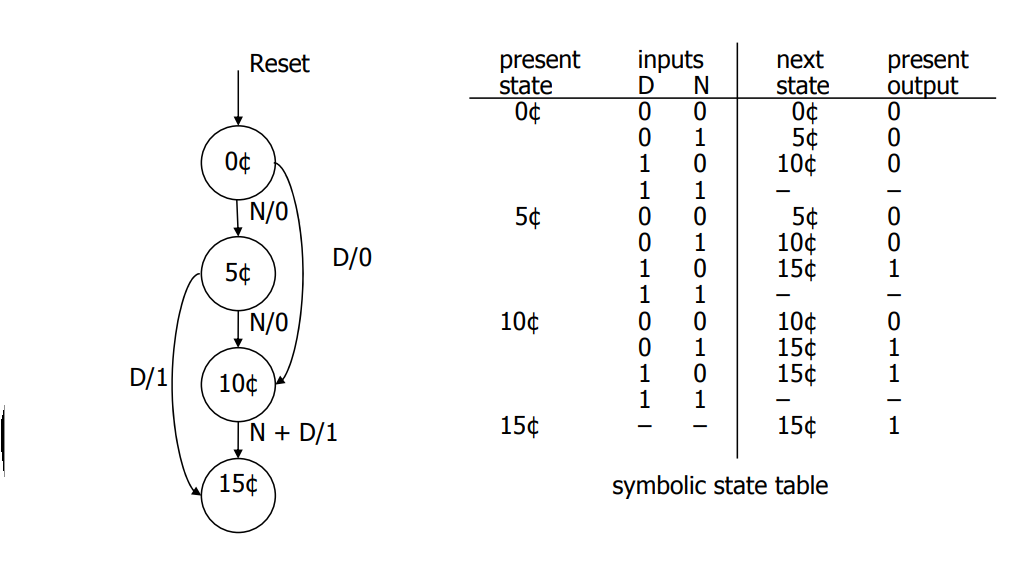 Reset
0¢
N/0
D/0
5¢
N/0
D/1
10¢
N + D/1
15¢
present inputs next present
state D N state output
0¢ 0 0 0¢ 0
0 1 5¢ 0
1 0 10¢ 0
1 1 – –
5¢ 0 0 5¢ 0
0 1 10¢ 0
1 0 15¢ 1
1 1 – –
10¢ 0 0 10¢ 0
0 1 15¢ 1
1 0 15¢ 1
1 1 – –
15¢ – – 15¢ 1
symbolic state table